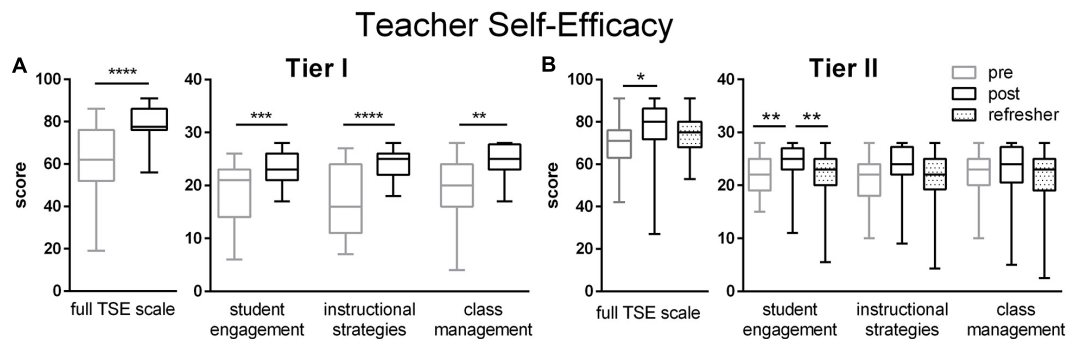 Teacher Self-Efficacy
A
Tier I
score
100
80
60
40
20
0
****
full TSE scale
40
30
20
10
0
***
****
**
student
engagement
instructional
strategies
class
management
B
Tier II
score
100
80
60
40
20
0
*
full TSE scale
40
30
20
10
0
**
**
student
engagement
instructional
strategies
class
management
pre
post
refresher